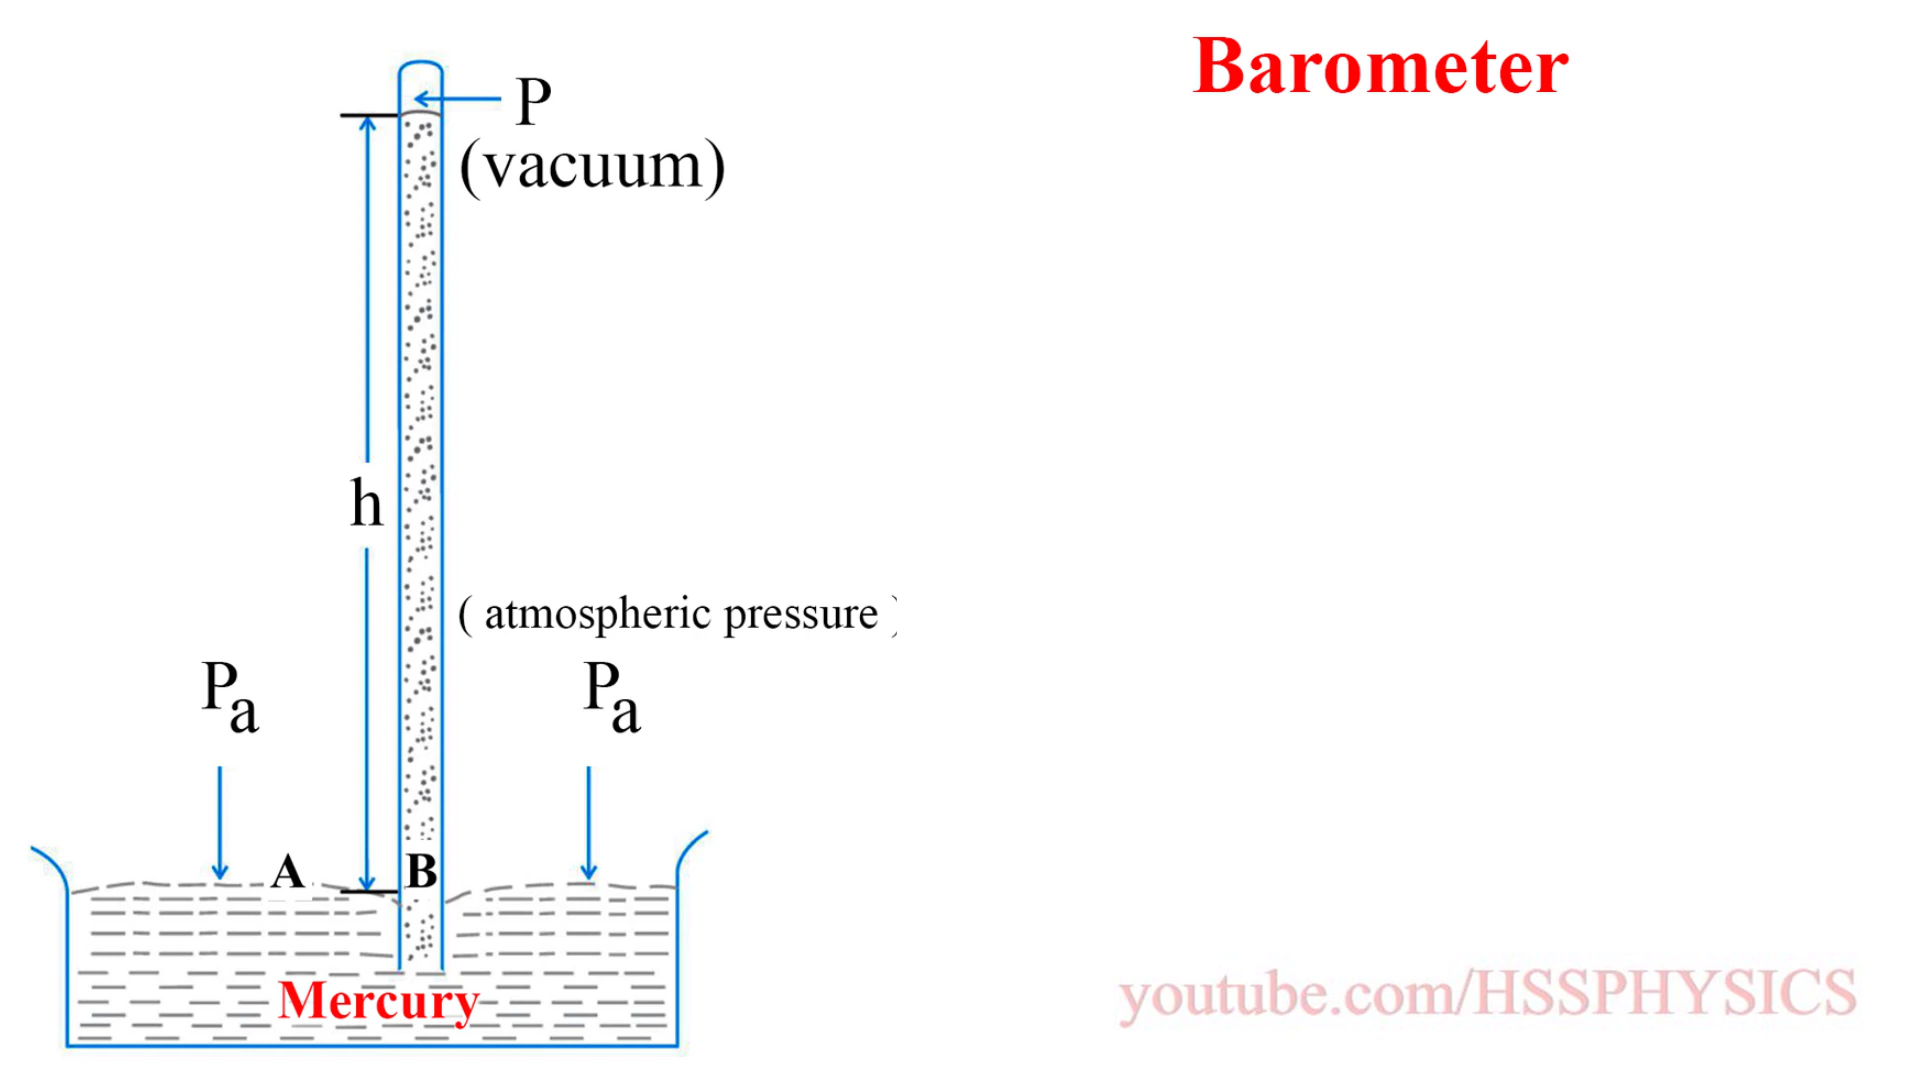 Barometer
P
(vacuum)
h
( atmospheric pressure )
Pa
Pa
A
B
Mercury
youtube.com/HSSPHYSICS